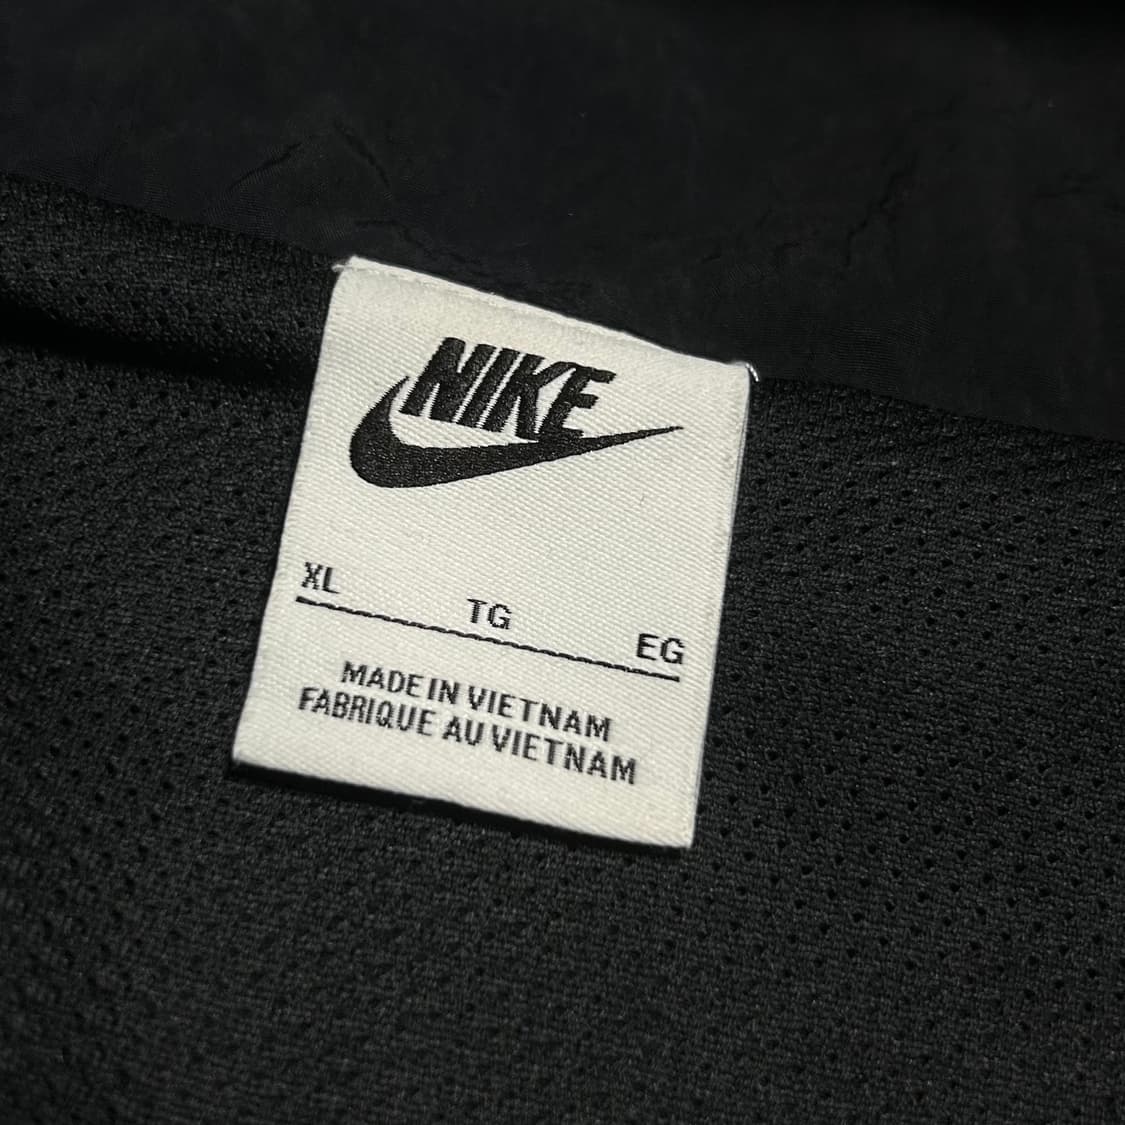 NIKE
XL TG EG
MADE IN VIETNAM
FABRIQUE AU VIETNAM